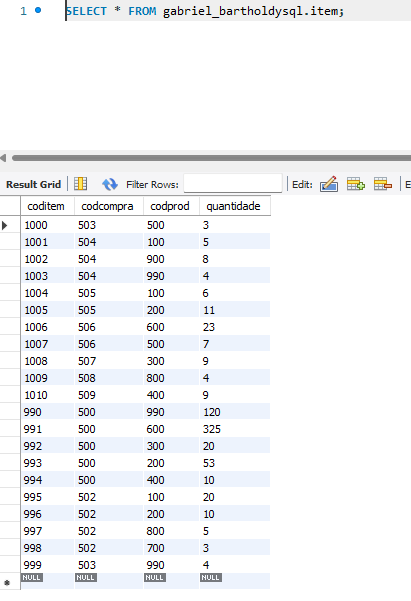 1 SELECT * FROM gabriel_bartholdysql.item;
Result Grid Filter Rows: Edit: E
coditem codcompra codprod quantidade
1000 503 500 3
1001 504 100 5
1002 504 900 8
1003 504 990 4
1004 505 100 6
1005 505 200 11
1006 506 600 23
1007 506 500 7
1008 507 300 9
1009 508 800 4
1010 509 400 9
990 500 990 120
991 500 600 325
992 500 300 20
993 500 200 53
994 500 400 10
995 502 100 20
996 502 200 10
997 502 800 5
998 502 700 3
999 503 990 4
NULL NULL NULL NULL